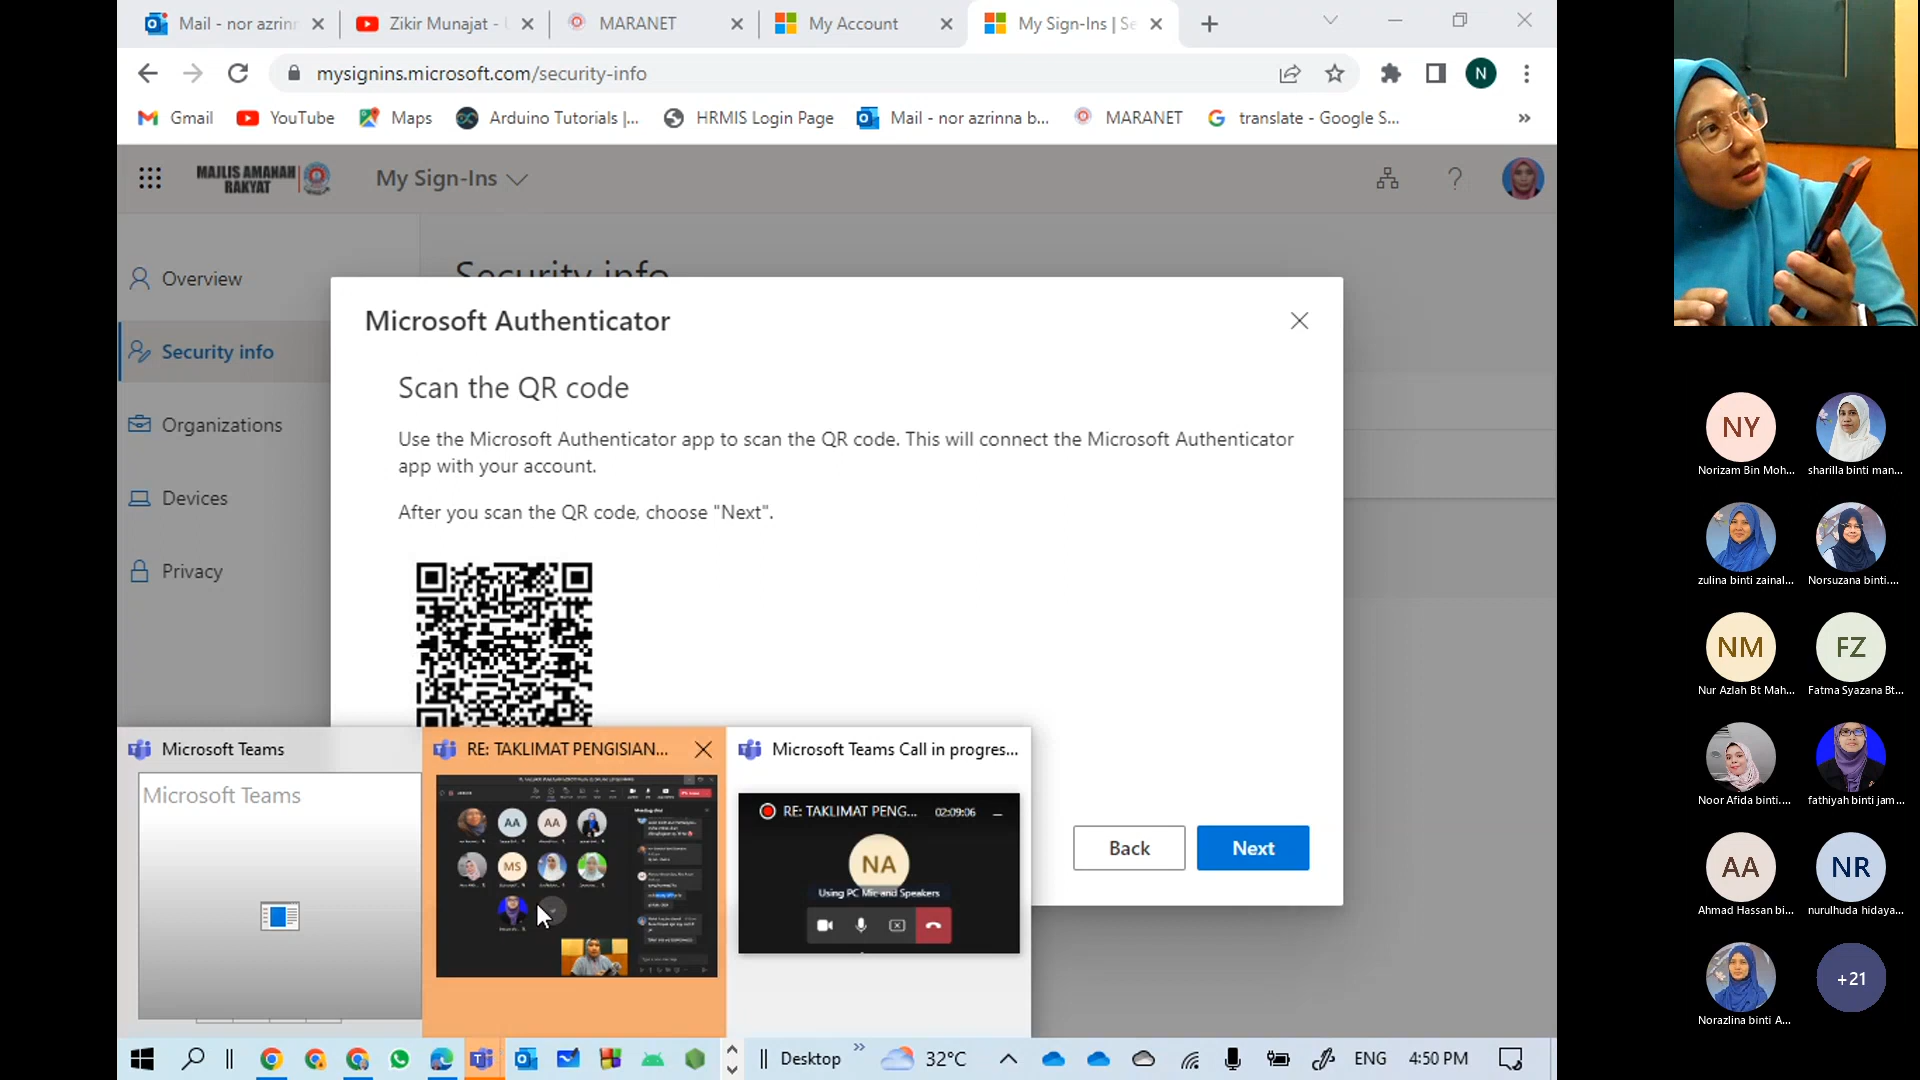 Mail - nor azrinn
Zikir Munajat -
MARANET
My Account
My Sign-Ins | Se
mysignins.microsoft.com/security-info
N
Gmail
YouTube
Maps
Arduino Tutorials |...
HRMIS Login Page
Mail - nor azrinna b...
MARANET
translate - Google S...
»
MAJLIS AMANAH
RAKYAT
My Sign-Ins
?
Overview
Security info
Organizations
Devices
Privacy
Security info
Microsoft Authenticator
Scan the QR code
Use the Microsoft Authenticator app to scan the QR code. This will connect the Microsoft Authenticator
app with your account.
After you scan the QR code, choose "Next".
Back
Next
Microsoft Teams
Microsoft Teams
RE: TAKLIMAT PENGISIAN...
AA
AA
MS
Microsoft Teams Call in progres...
RE: TAKLIMAT PENG...
02:09:06
NA
Using PC Mic and Speakers
Desktop
»
32°C
ENG
4:50 PM
NY
Norizam Bin Moh...
sharilla binti man...
zulina binti zainal...
Norsuzana binti....
NM
Nur Azlah Bt Mah...
FZ
Fatma Syazana Bt...
Noor Afida binti....
fathiyah binti jam...
AA
Ahmad Hassan bi...
NR
nurulhuda hidaya...
Norazlina binti A...
+21